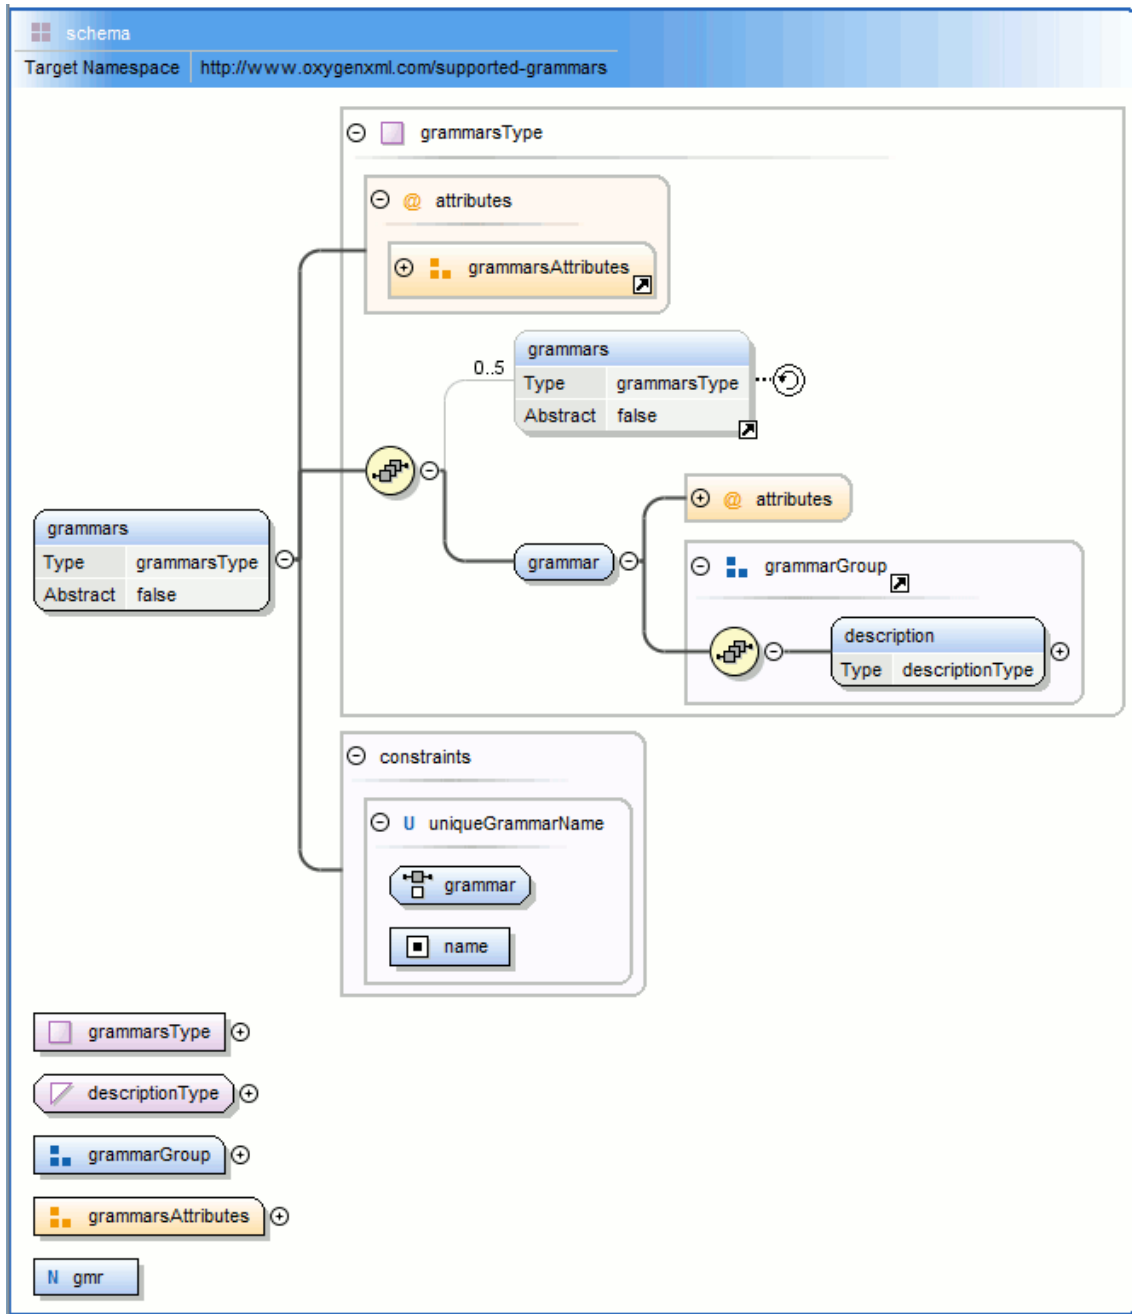 schema
Target Namespace http://www.oxygenxml.com/supported-grammars
grammarsType
@ attributes
grammarsAttributes
grammars
0..5
Type grammarsType
Abstract false
@ attributes
grammars
Type grammarsType
Abstract false
grammar
grammarGroup
description
Type descriptionType
constraints
U uniqueGrammarName
grammar
name
grammarsType
descriptionType
grammarGroup
grammarsAttributes
N gmr